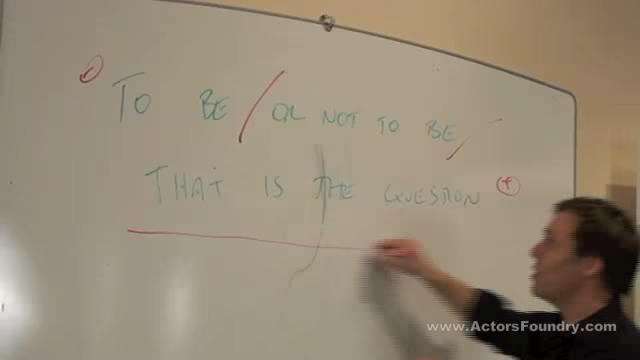 TO BE / OR NOT TO BE /
THAT IS THE QUESTION +
www.ActorsFoundry.com